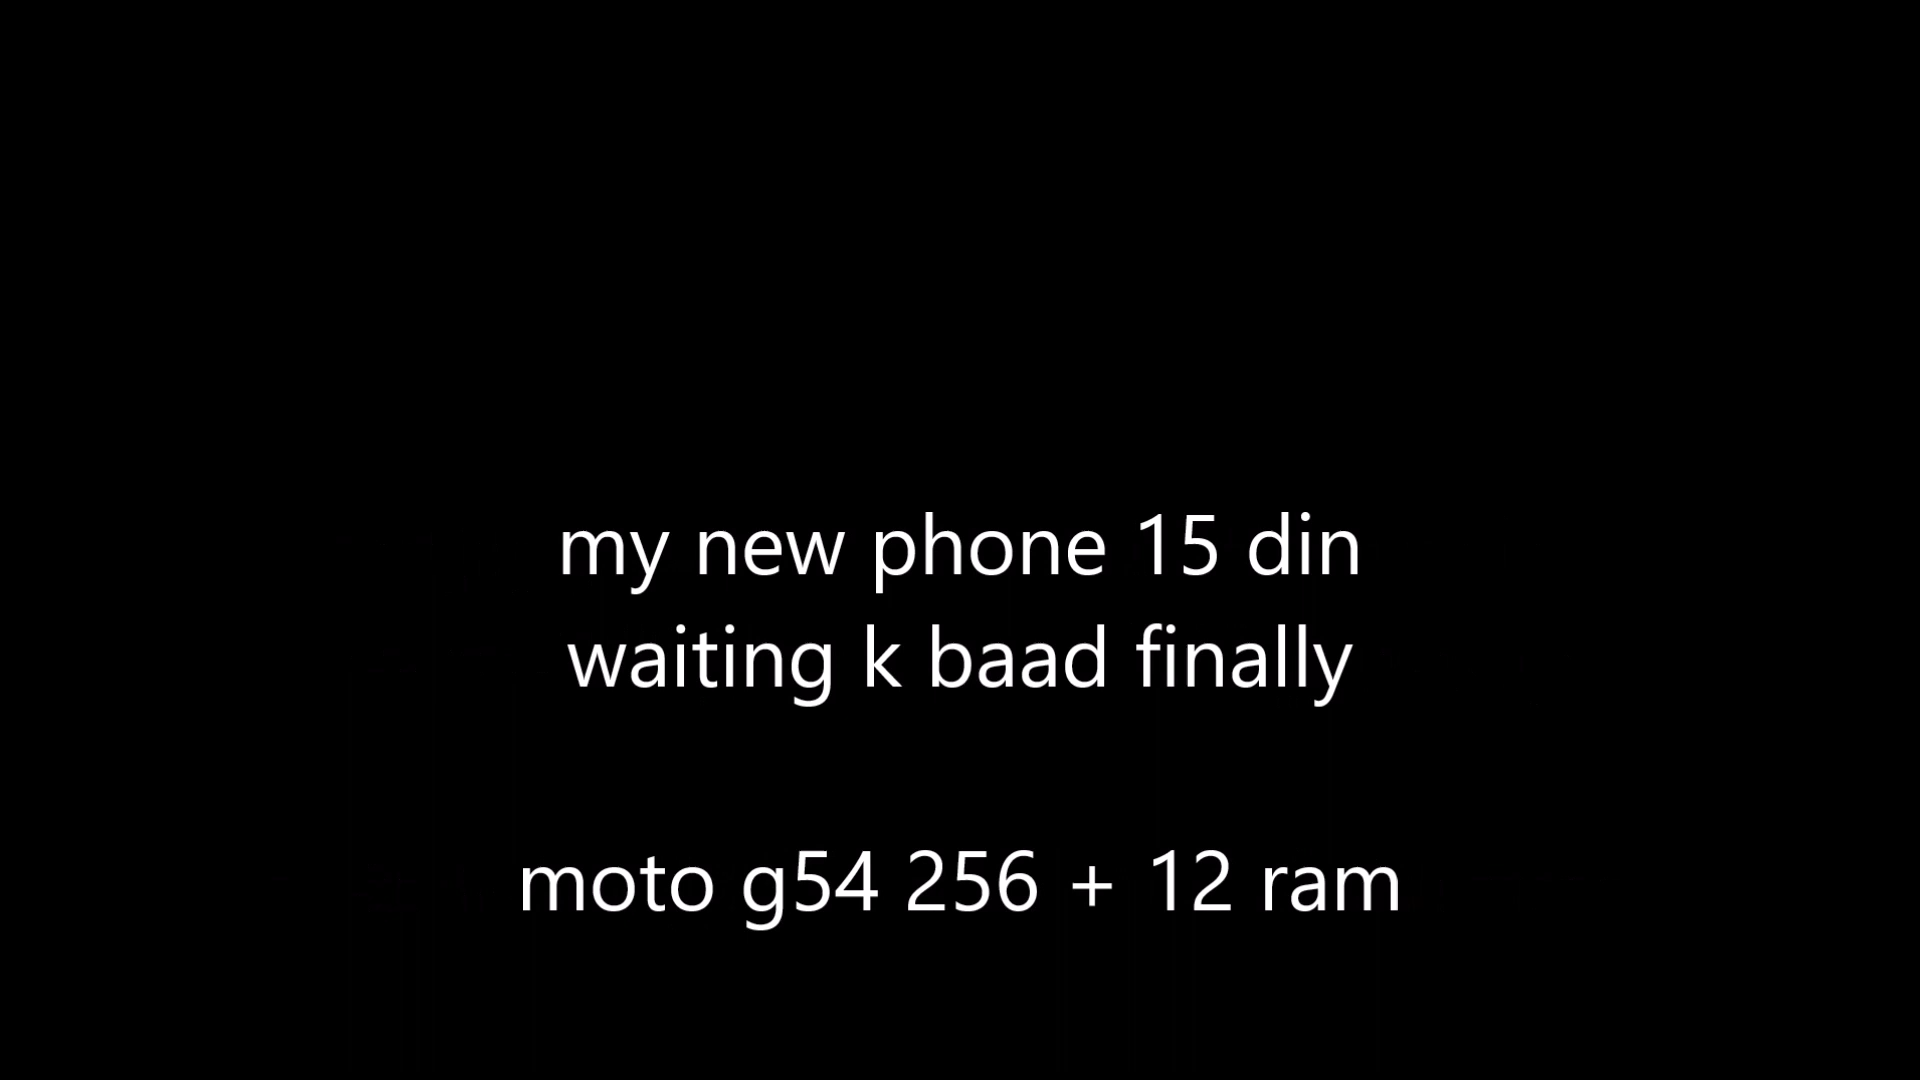 my new phone 15 din
waiting k baad finally
moto g54 256 + 12 ram